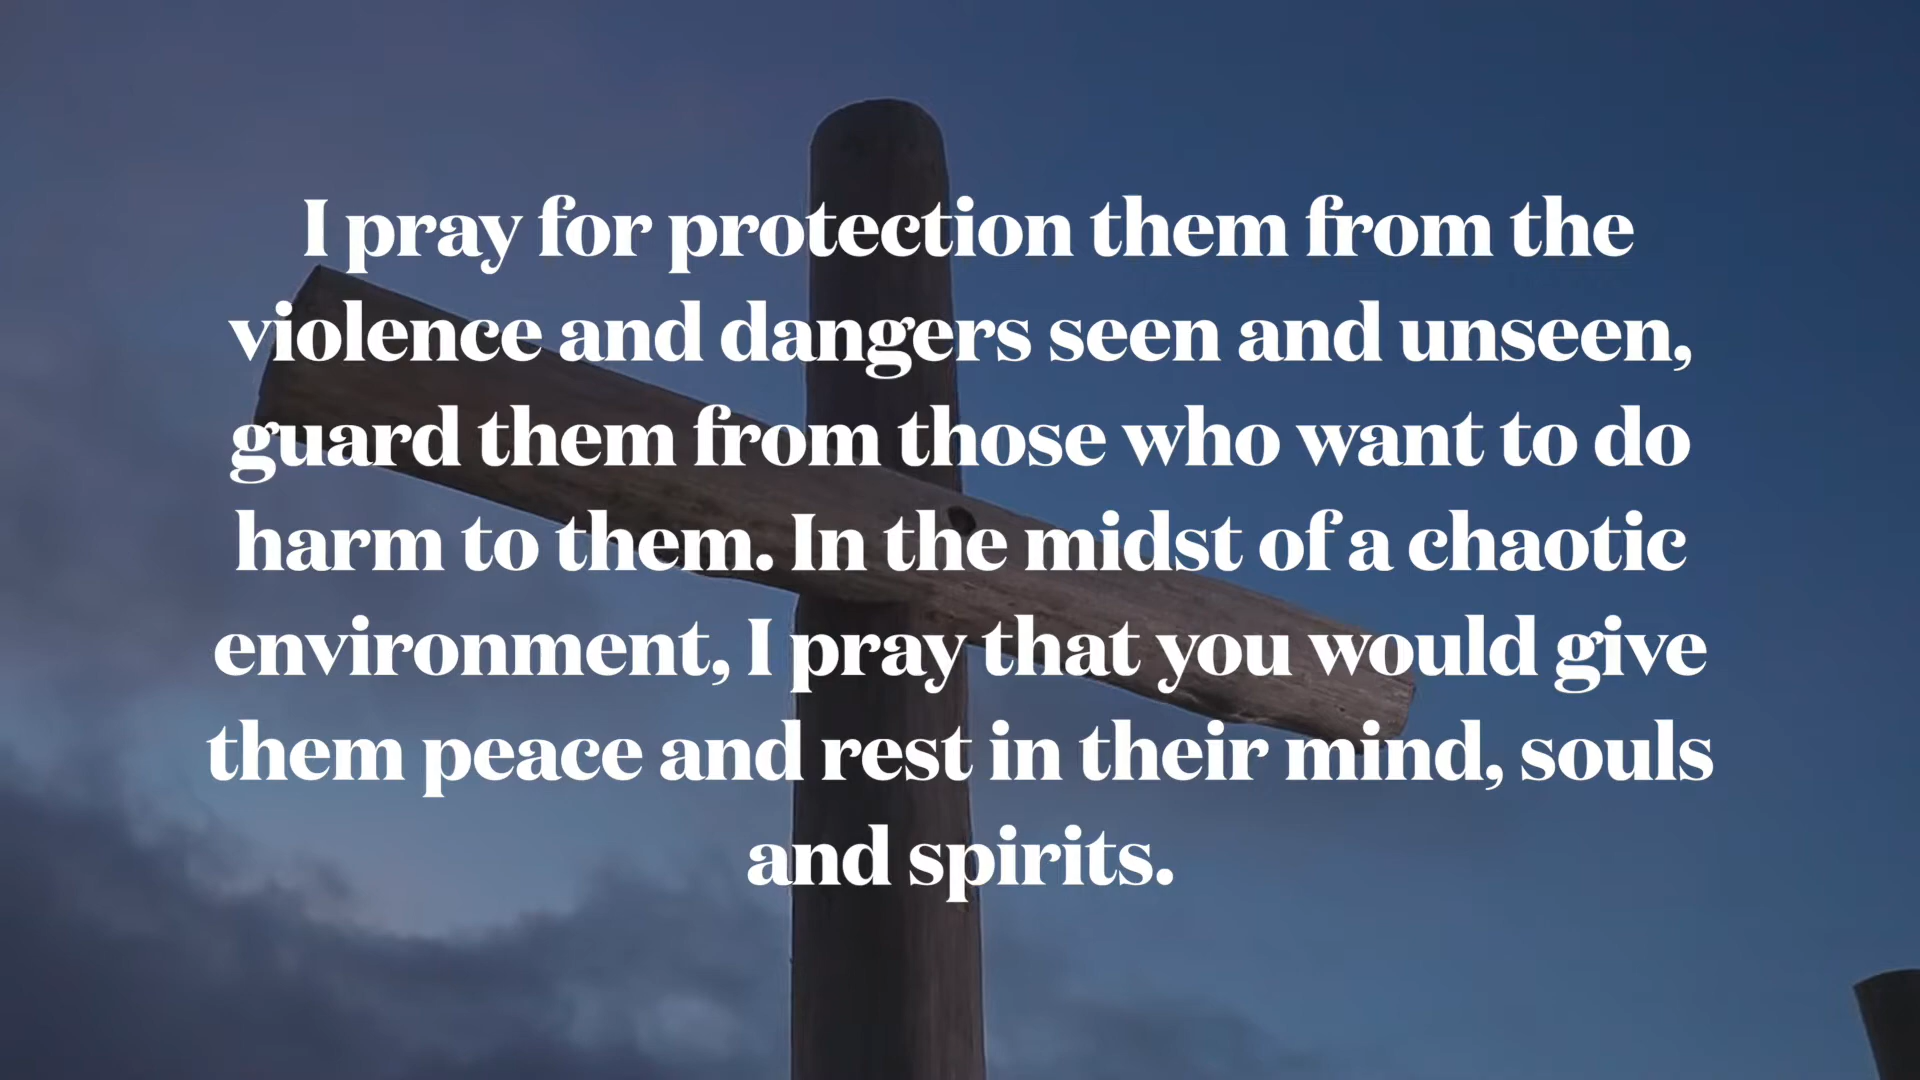 I pray for protection them from the
violence and dangers seen and unseen,
guard them from those who want to do
harm to them. In the midst of a chaotic
environment, I pray that you would give
them peace and rest in their mind, souls
and spirits.